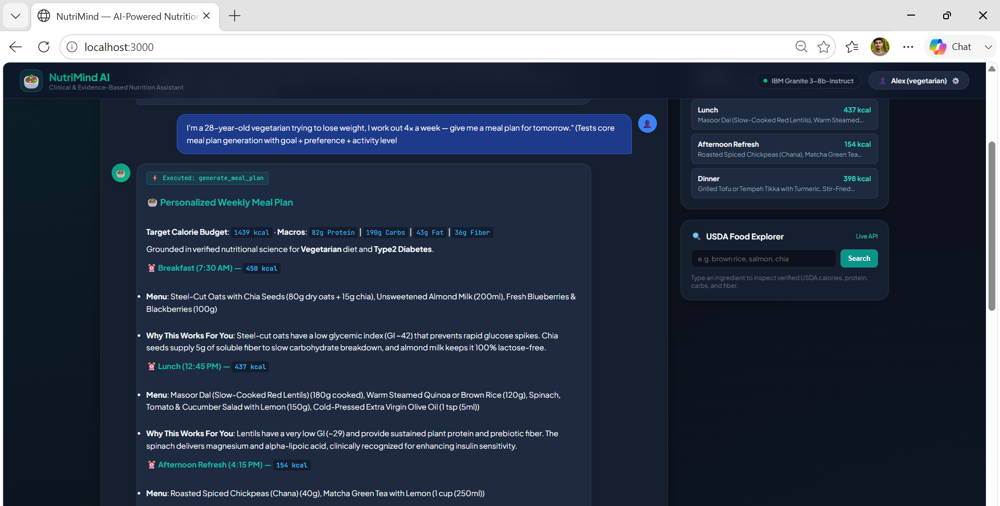 NutriMind — AI-Powered Nutrition
localhost:3000
Chat
NutriMind AI
Clinical & Evidence-Based Nutrition Assistant
IBM Granite 3-8b-instruct
Alex (vegetarian)
I'm a 28-year-old vegetarian trying to lose weight, I work out 4x a week — give me a meal plan for tomorrow." (Tests core
meal plan generation with goal + preference + activity level
Executed: generate_meal_plan
Personalized Weekly Meal Plan
Target Calorie Budget: 1439 kcal · Macros: 82g Protein | 190g Carbs | 43g Fat | 36g Fiber
Grounded in verified nutritional science for Vegetarian diet and Type2 Diabetes.
Breakfast (7:30 AM) — 450 kcal
• Menu: Steel-Cut Oats with Chia Seeds (80g dry oats + 15g chia), Unsweetened Almond Milk (200ml), Fresh Blueberries &
Blackberries (100g)
• Why This Works For You: Steel-cut oats have a low glycemic index (GI ~42) that prevents rapid glucose spikes. Chia
seeds supply 5g of soluble fiber to slow carbohydrate breakdown, and almond milk keeps it 100% lactose-free.
Lunch (12:45 PM) — 437 kcal
• Menu: Masoor Dal (Slow-Cooked Red Lentils) (180g cooked), Warm Steamed Quinoa or Brown Rice (120g), Spinach,
Tomato & Cucumber Salad with Lemon (150g), Cold-Pressed Extra Virgin Olive Oil (1 tsp (5ml))
• Why This Works For You: Lentils have a very low GI (~29) and provide sustained plant protein and prebiotic fiber. The
spinach delivers magnesium and alpha-lipoic acid, clinically recognized for enhancing insulin sensitivity.
Afternoon Refresh (4:15 PM) — 154 kcal
• Menu: Roasted Spiced Chickpeas (Chana) (40g), Matcha Green Tea with Lemon (1 cup (250ml))
Lunch 437 kcal
Masoor Dal (Slow-Cooked Red Lentils), Warm Steamed...
Afternoon Refresh 154 kcal
Roasted Spiced Chickpeas (Chana), Matcha Green Tea...
Dinner 398 kcal
Grilled Tofu or Tempeh Tikka with Turmeric, Stir-Fried...
USDA Food Explorer Live API
e.g. brown rice, salmon, chia
Search
Type an ingredient to inspect verified USDA calories, protein,
carbs, and fiber.